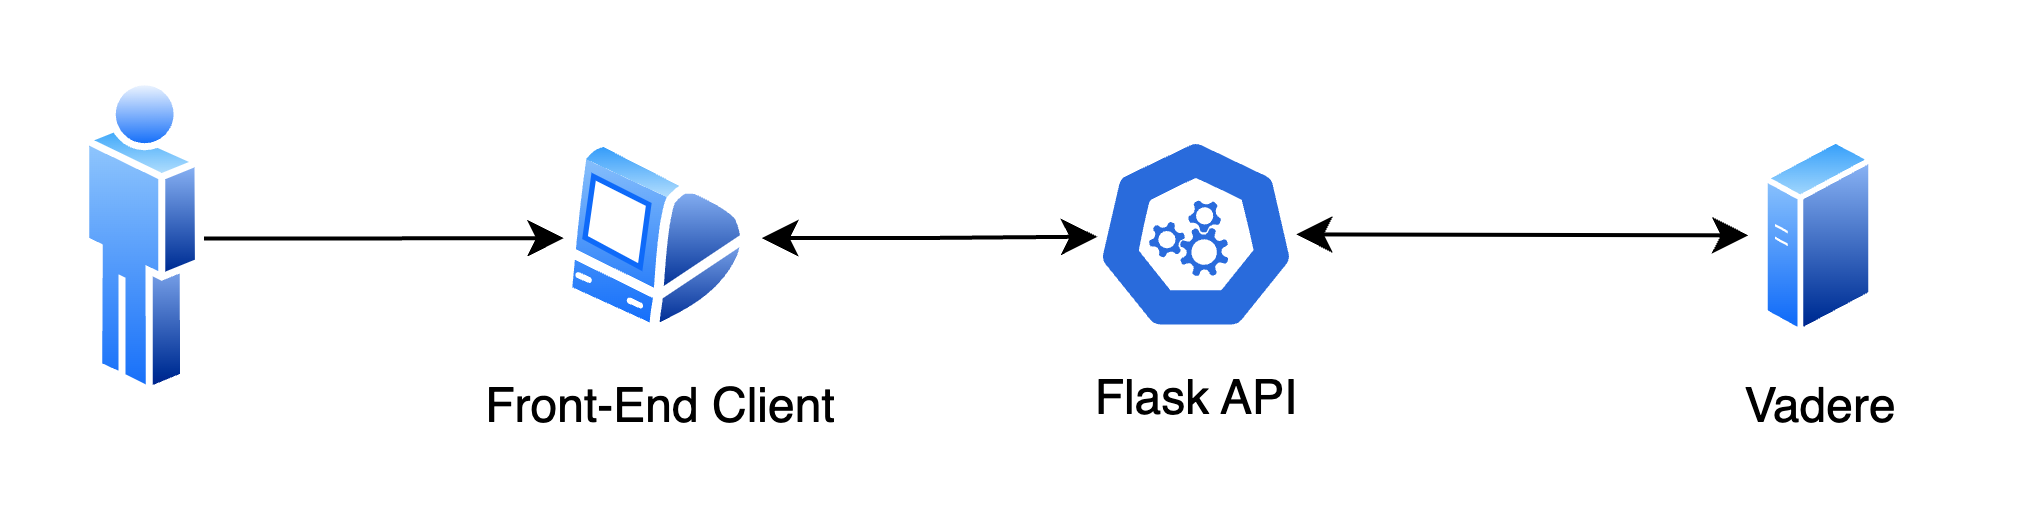 Front-End Client
Flask API
Vadere